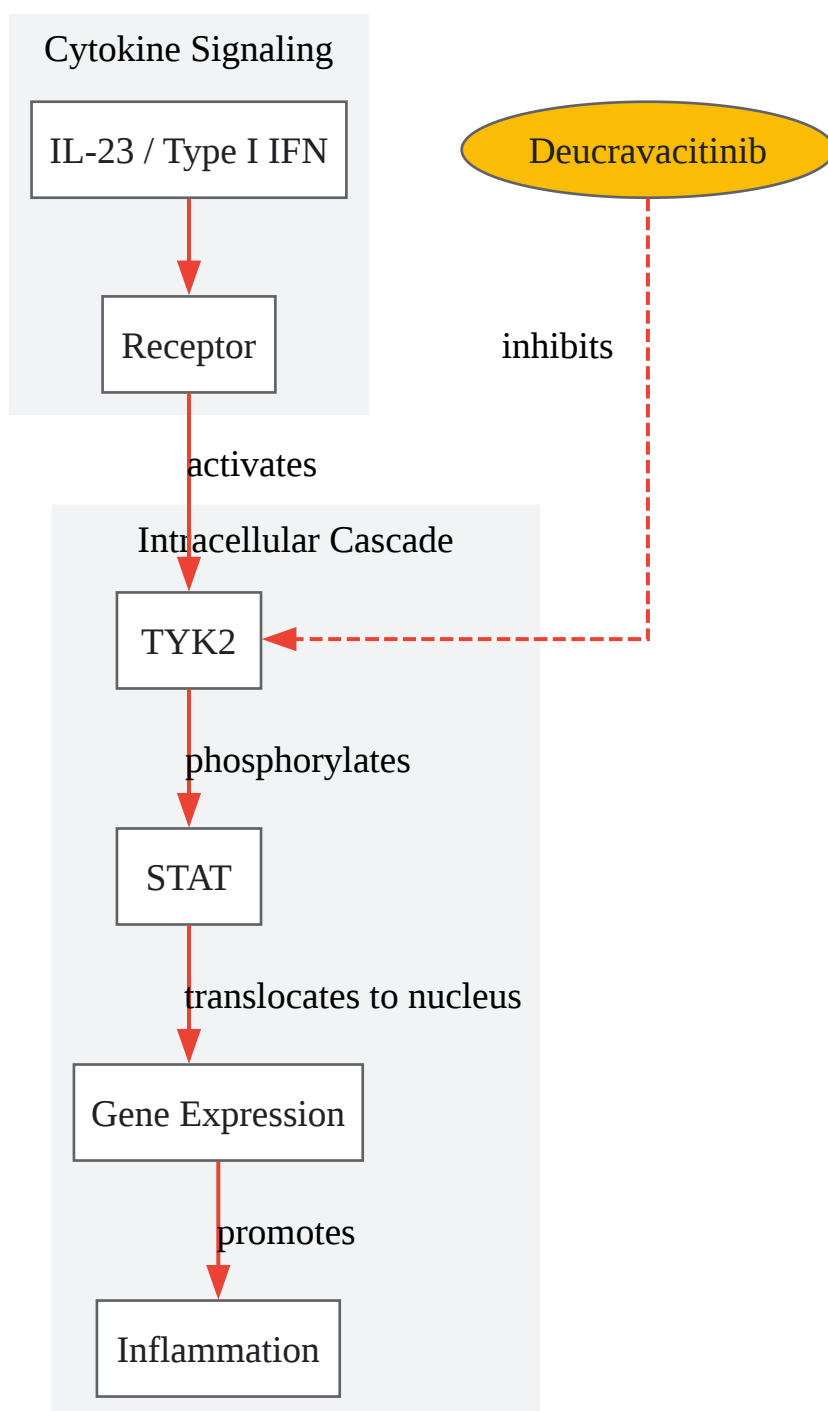 Cytokine Signaling
IL-23 / Type I IFN
Deucravacitinib
Receptor
inhibits
activates
Intracellular Cascade
TYK2
phosphorylates
STAT
translocates to nucleus
Gene Expression
promotes
Inflammation